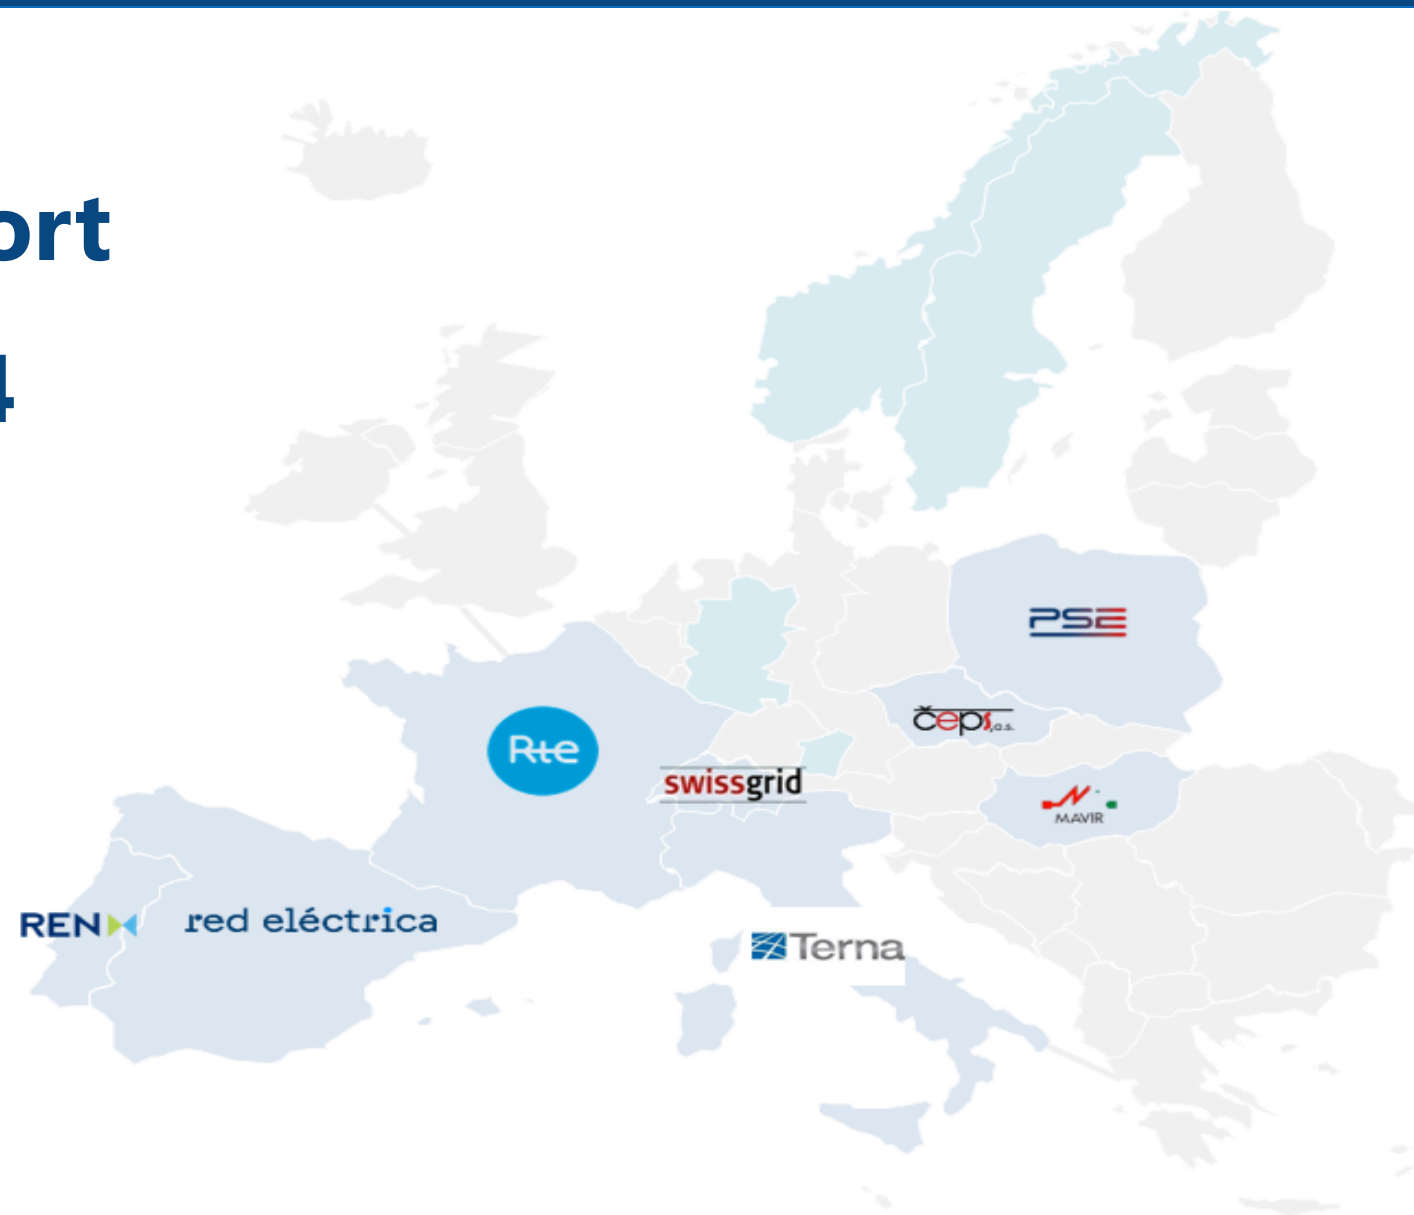 ort
4
PSE
čeps,a.s.
Rte
swissgrid
MAVIR
REN
red eléctrica
Terna